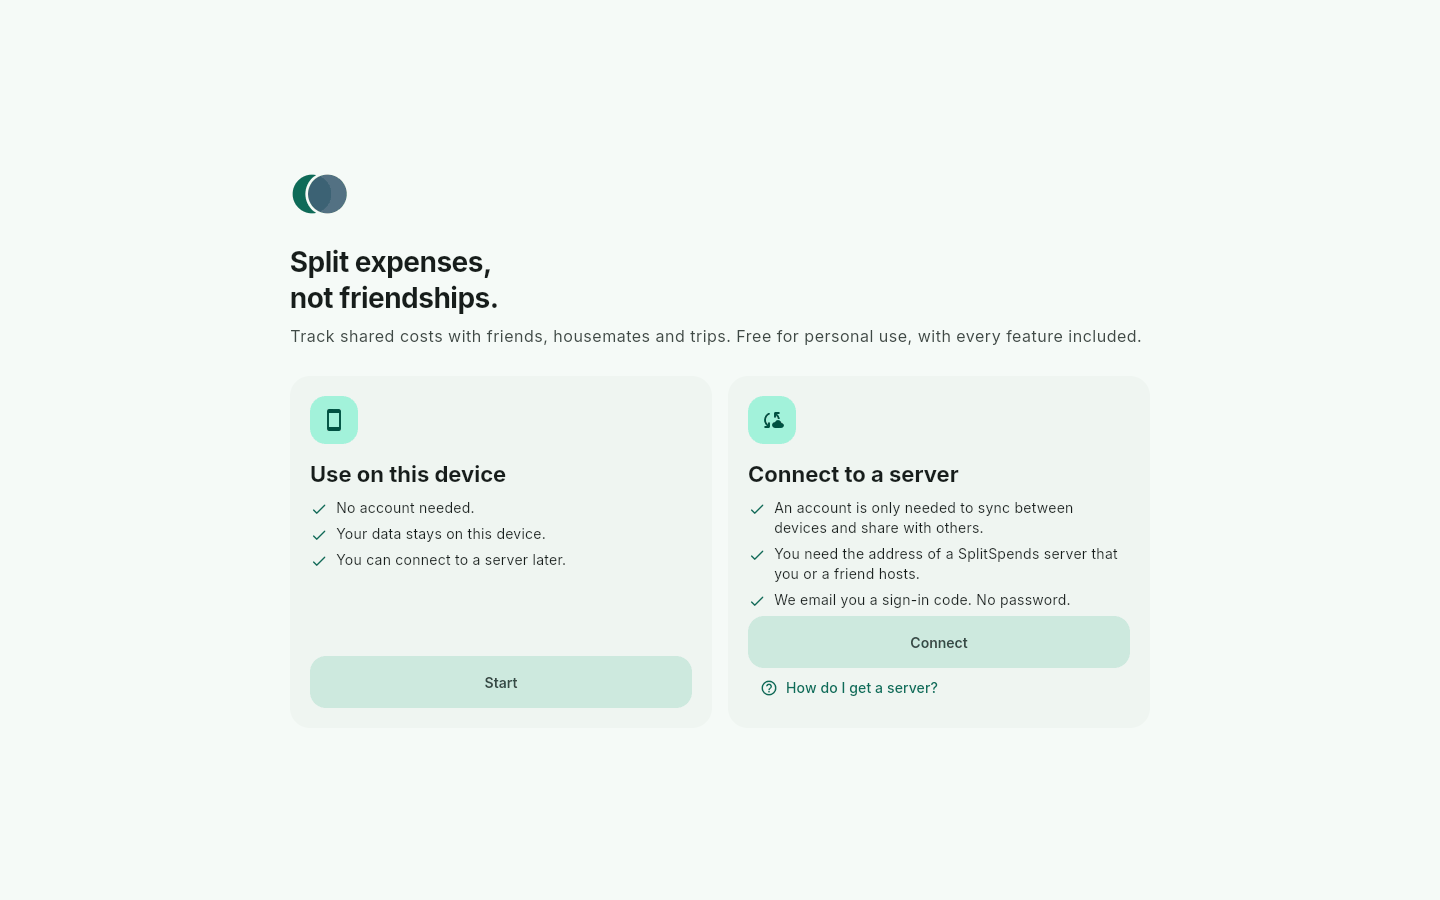 Split expenses,
not friendships.
Track shared costs with friends, housemates and trips. Free for personal use, with every feature included.
Use on this device
No account needed.
Your data stays on this device.
You can connect to a server later.
Start
Connect to a server
An account is only needed to sync between
devices and share with others.
You need the address of a SplitSpends server that
you or a friend hosts.
We email you a sign-in code. No password.
Connect
How do I get a server?